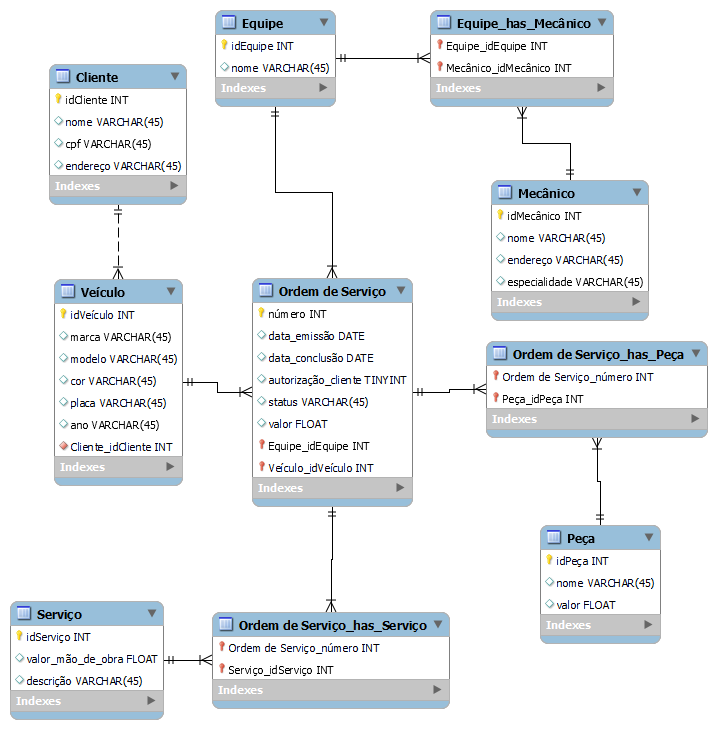 Equipe
idEquipe INT
nome VARCHAR(45)
Indexes
Equipe_has_Mecânico
Equipe_idEquipe INT
Mecânico_idMecânico INT
Indexes
Cliente
idCliente INT
nome VARCHAR(45)
cpf VARCHAR(45)
endereço VARCHAR(45)
Indexes
Mecânico
idMecânico INT
nome VARCHAR(45)
endereço VARCHAR(45)
especialidade VARCHAR(45)
Indexes
Veículo
idVeículo INT
marca VARCHAR(45)
modelo VARCHAR(45)
cor VARCHAR(45)
placa VARCHAR(45)
ano VARCHAR(45)
Cliente_idCliente INT
Indexes
Ordem de Serviço
número INT
data_emissão DATE
data_conclusão DATE
autorização_cliente TINYINT
status VARCHAR(45)
valor FLOAT
Equipe_idEquipe INT
Veículo_idVeículo INT
Indexes
Ordem de Serviço_has_Peça
Ordem de Serviço_número INT
Peça_idPeça INT
Indexes
Peça
idPeça INT
nome VARCHAR(45)
valor FLOAT
Indexes
Serviço
idServiço INT
valor_mão_de_obra FLOAT
descrição VARCHAR(45)
Indexes
Ordem de Serviço_has_Serviço
Ordem de Serviço_número INT
Serviço_idServiço INT
Indexes